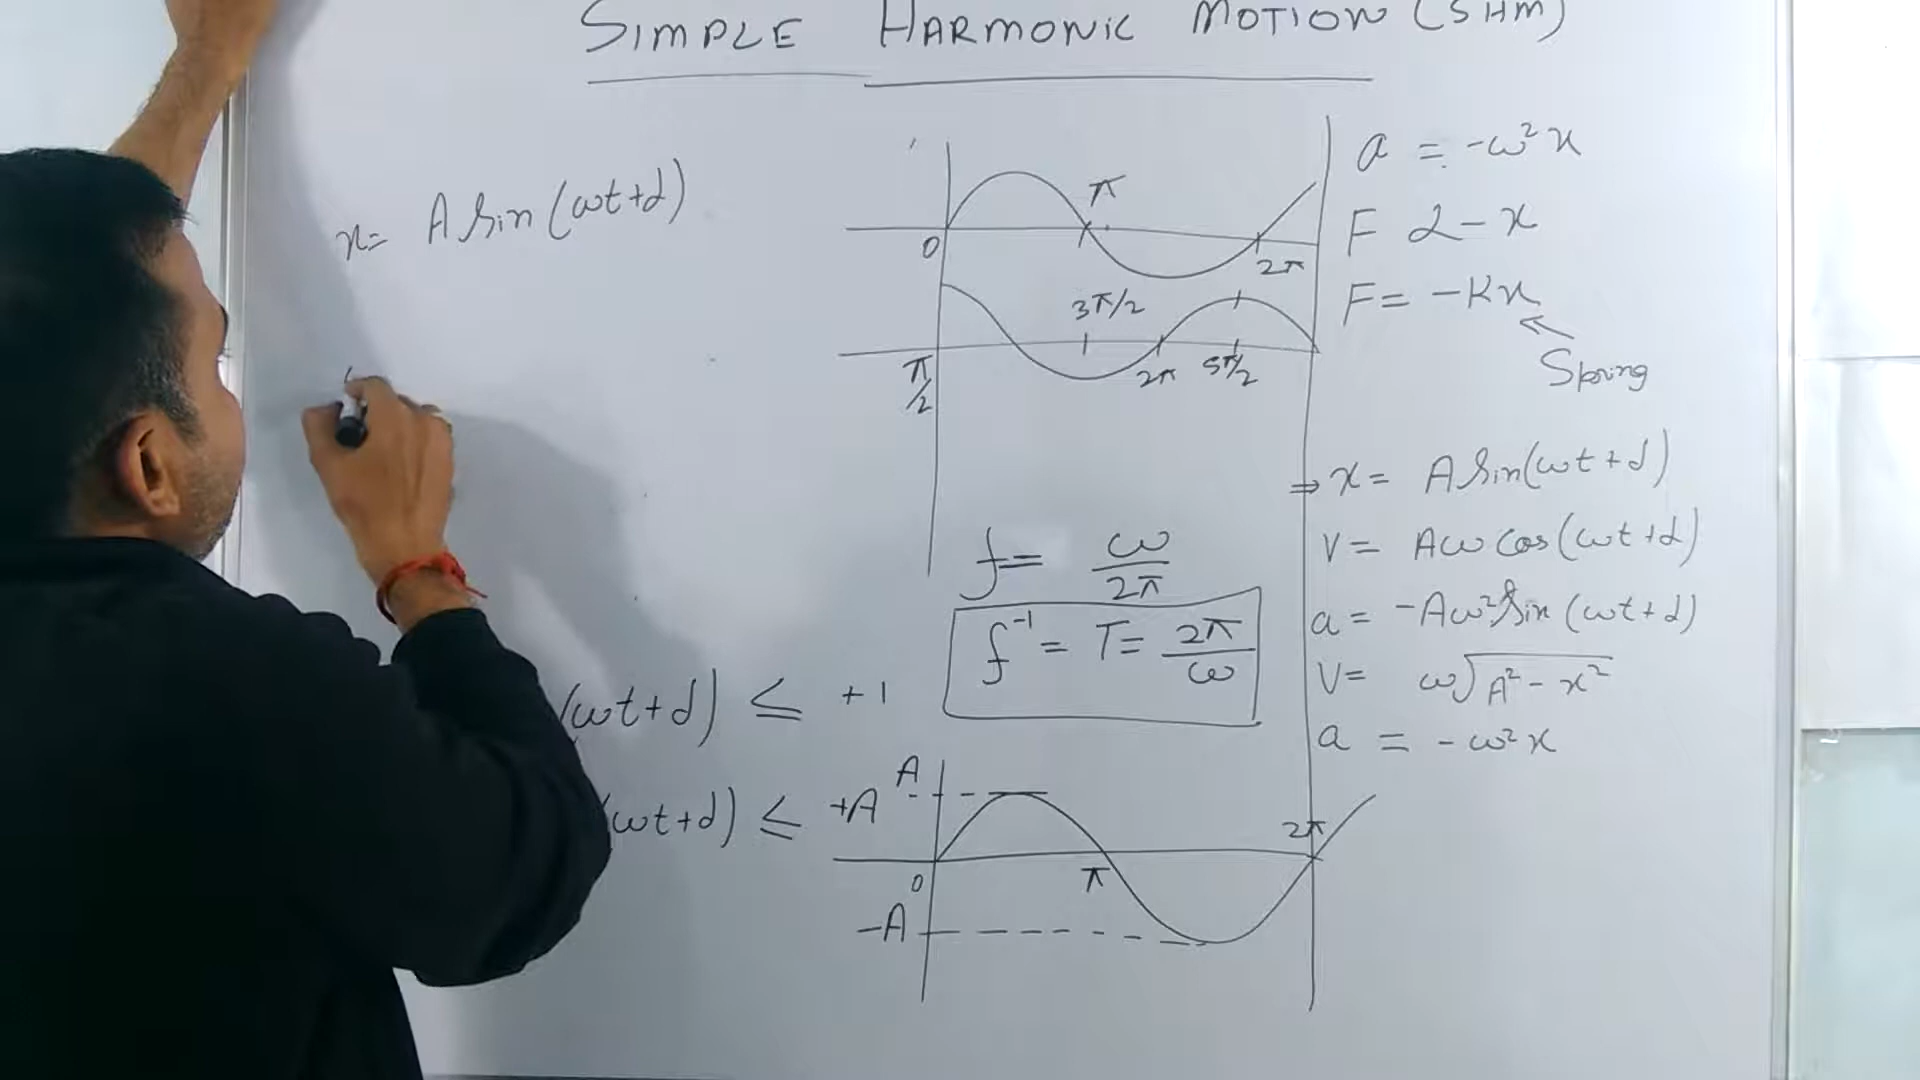 SIMPLE HARMONIC MOTION (SHM)
x= A sin(ωt+α)
(ωt+α) ≤ +1
(ωt+α) ≤ +A
π
0
2π
3π/2
π/2
2π
5π/2
f= ω/2π
f⁻¹ = T= 2π/ω
A
2π
0
π
-A
a = -ω²x
F α -x
F= -Kx
Spring
⇒ x= A sin(ωt+α)
V= Aω cos(ωt+α)
a= -Aω² sin(ωt+α)
V= ω√A²-x²
a = -ω²x